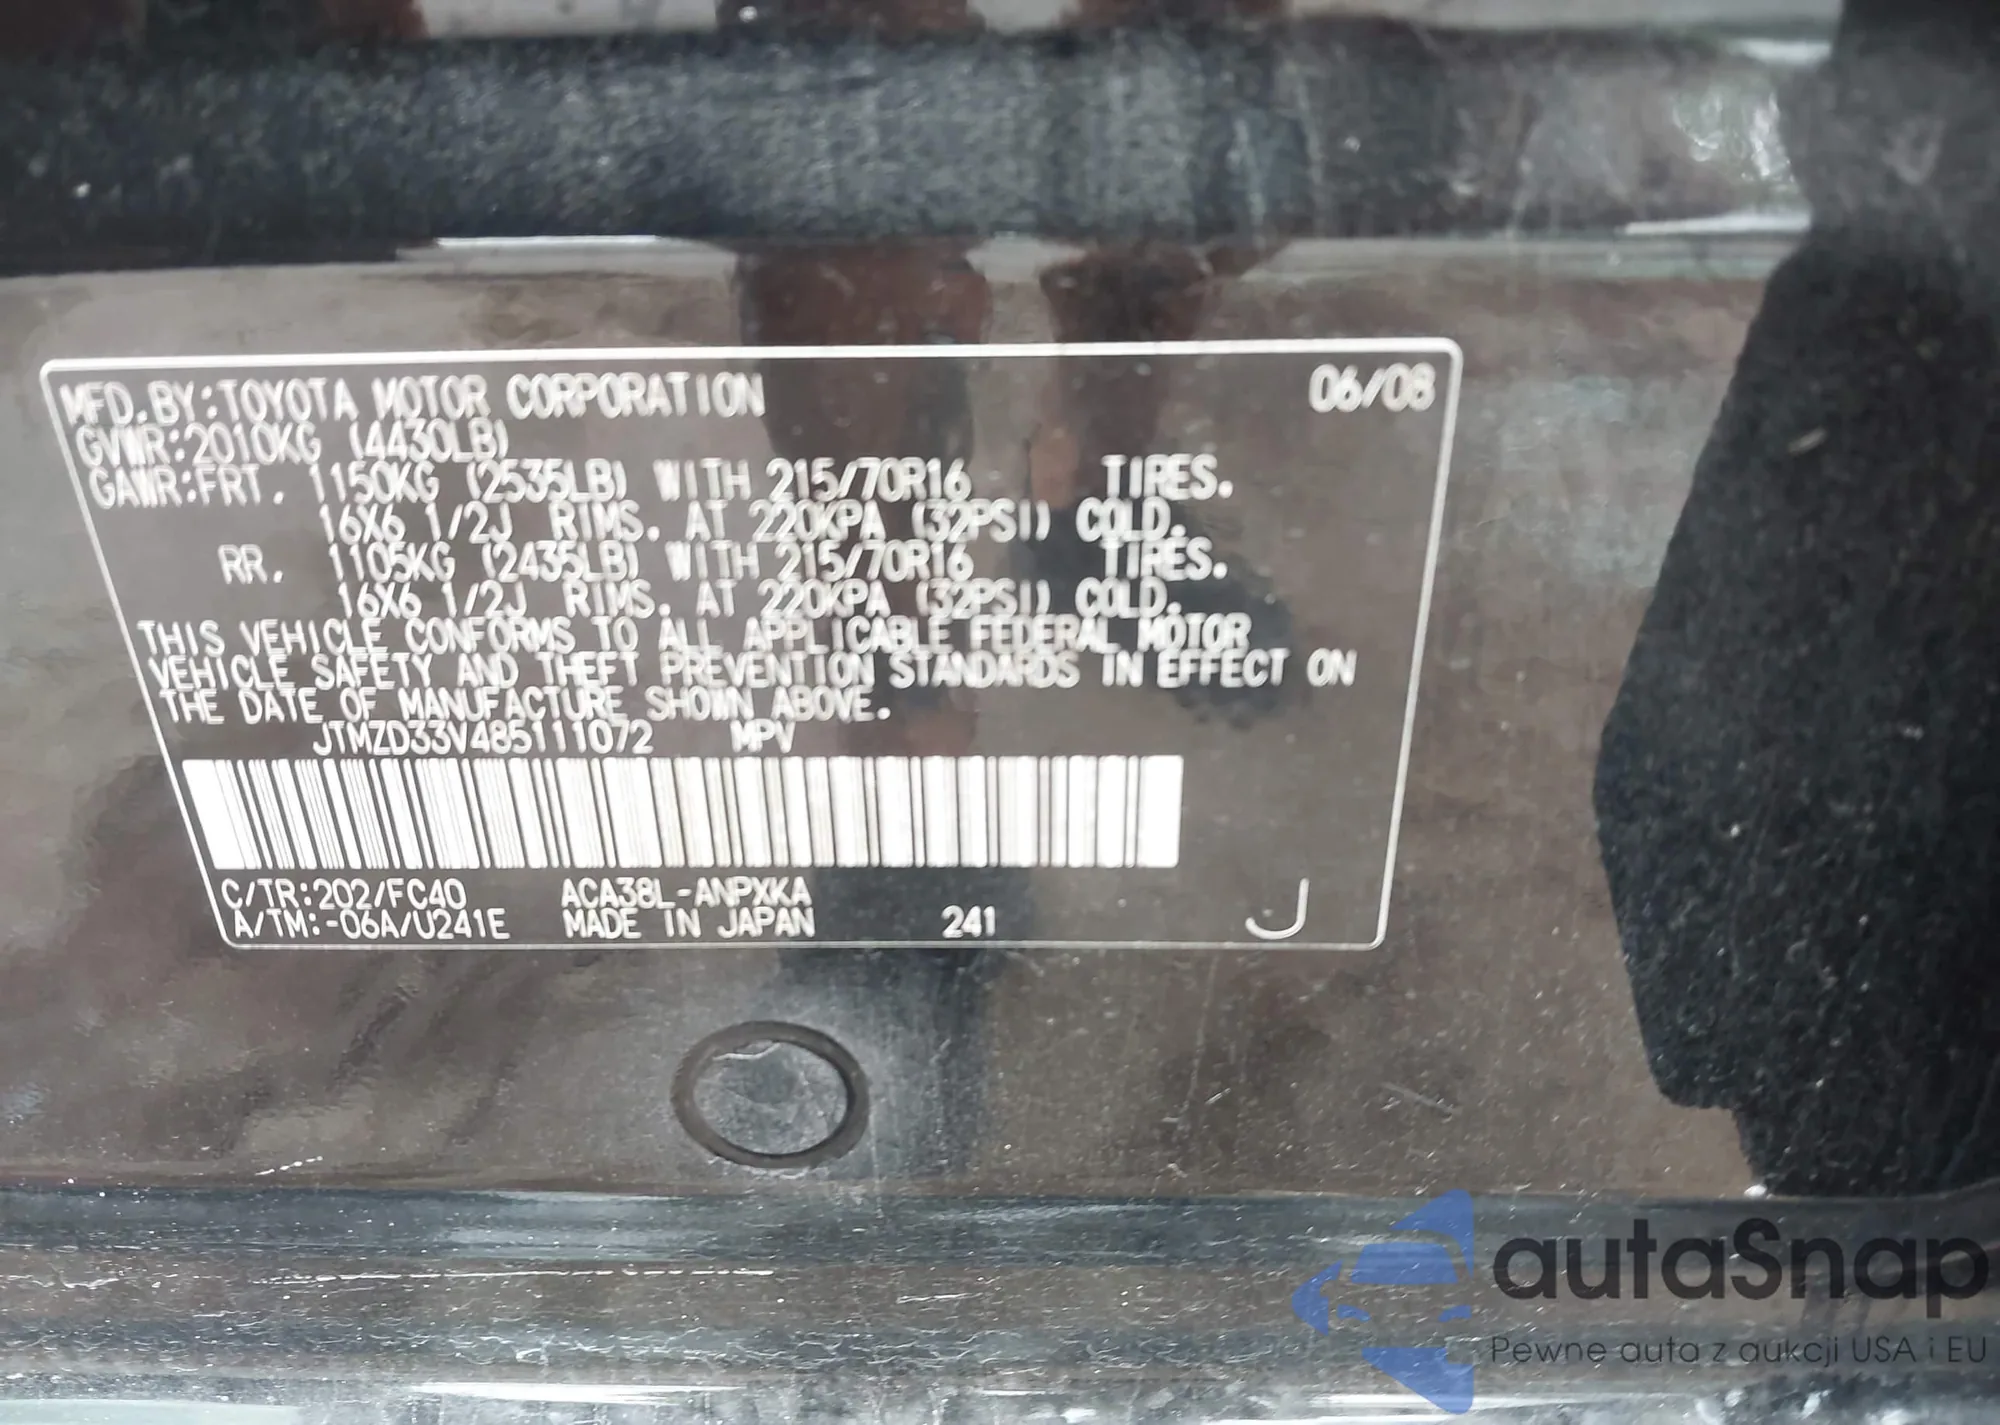 MFD.BY:TOYOTA MOTOR CORPORATION 06/08
GVWR:2010KG (4430LB)
GAWR:FRT. 1150KG (2535LB) WITH 215/70R16 TIRES.
16X6 1/2J RIMS. AT 220KPA (32PSI) COLD.
RR. 1105KG (2435LB) WITH 215/70R16 TIRES.
16X6 1/2J RIMS. AT 220KPA (32PSI) COLD.
THIS VEHICLE CONFORMS TO ALL APPLICABLE FEDERAL MOTOR
VEHICLE SAFETY AND THEFT PREVENTION STANDARDS IN EFFECT ON
THE DATE OF MANUFACTURE SHOWN ABOVE.
JTMZD33V485111072 MPV
C/TR:202/FC40 ACA38L-ANPXKA
A/TM:-06A/U241E MADE IN JAPAN 241 J
autaSnap
Pewne auta z aukcji USA i EU